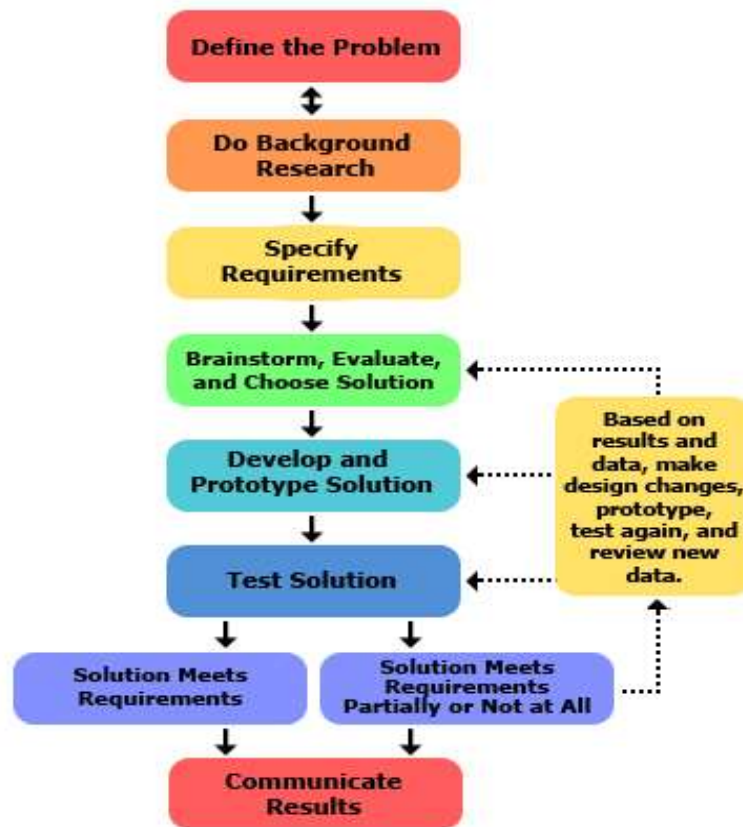 Define the Problem
Do Background
Research
Specify
Requirements
Brainstorm, Evaluate,
and Choose Solution
Develop and
Prototype Solution
Based on
results and
data, make
design changes,
prototype,
test again, and
review new
data.
Test Solution
Solution Meets
Requirements
Solution Meets
Requirements
Partially or Not at All
Communicate
Results